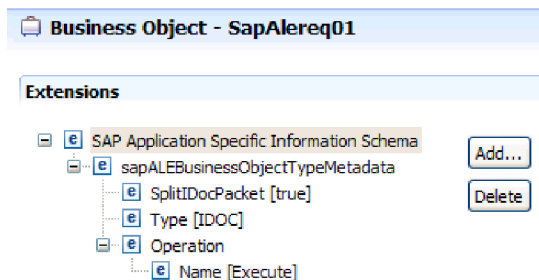 Business Object - SapAlereq01
Extensions
SAP Application Specific Information Schema
Add...
sapALEBusinessObjectTypeMetadata
SplitIDocPacket [true]
Delete
Type [IDOC]
Operation
Name [Execute]